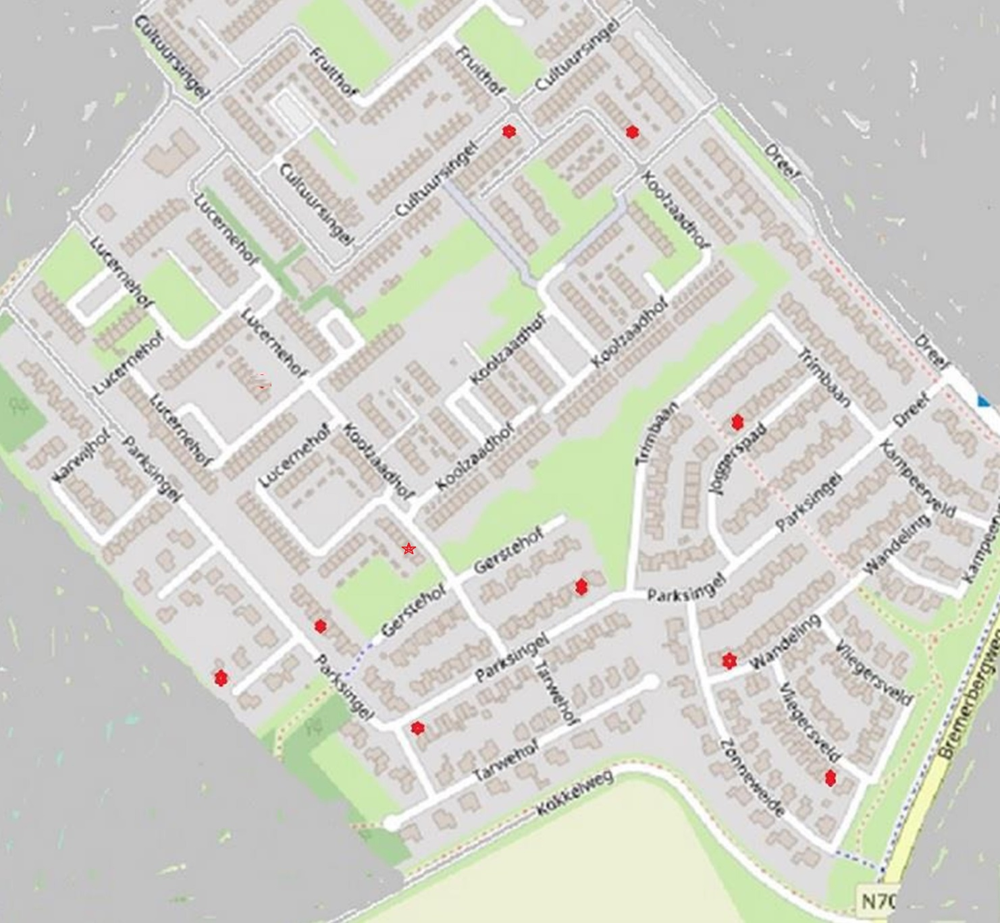 Cultuursingel
Fruithof
Fruithof
Cultuursingel
Cultuursingel
Cultuursingel
Dreef
Koolzaadhof
Lucernehof
Lucernehof
Lucernehof
Lucernehof
Koolzaadhof
Koolzaadhof
Dreef
Trimbaan
Lucernehof
Lucernehof
Koolzaadhof
Koolzaadhof
Trimbaan
Joggerspad
Dreef
Karwijhof
Parksingel
Kampeerveld
Parksingel
Wandeling
Gerstehof
Gerstehof
Parksingel
Wandeling
Parksingel
Parksingel
Tarwehof
Vliegersveld
Vliegersveld
Tarwehof
Zonneweide
Kokkelweg
Bremerbergweg
N70